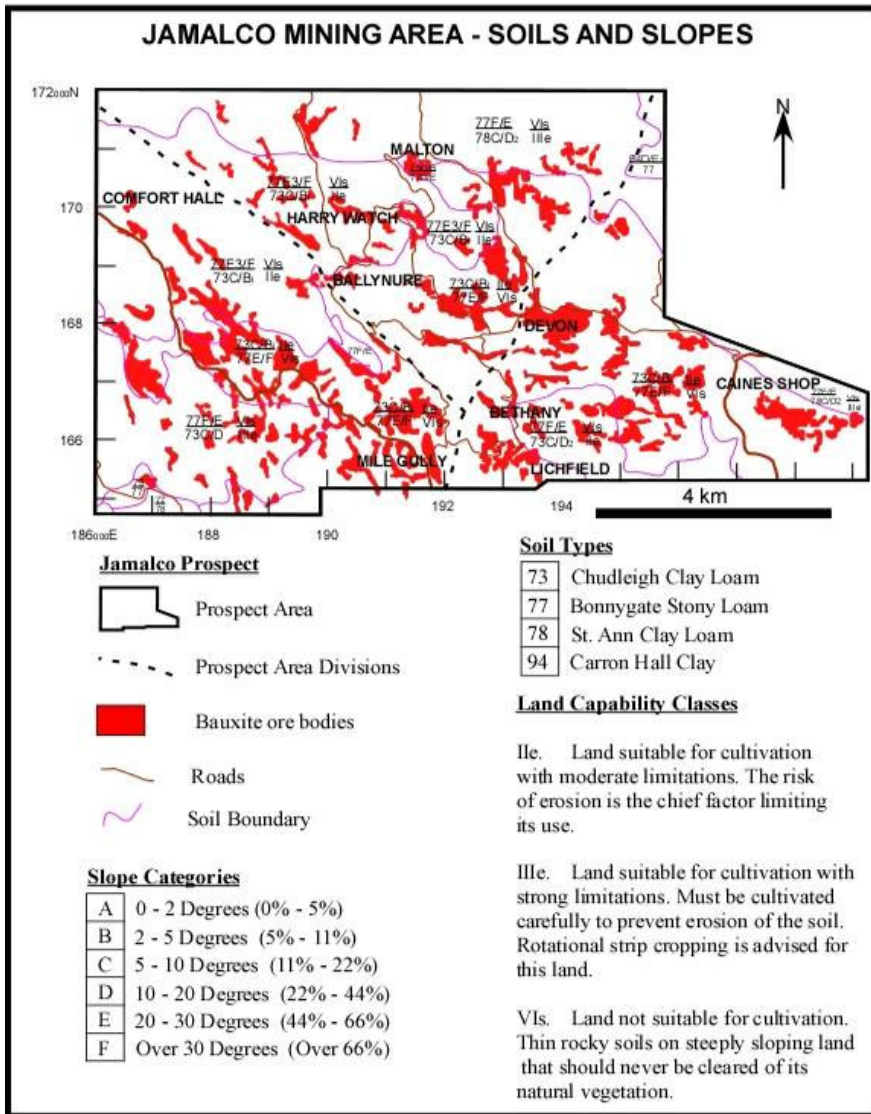 JAMALCO MINING AREA - SOILS AND SLOPES
172000N
N
77F/E VIs
78C/D2 IIIe
MALTON
77
170
COMFORT HALL
77E3/F VIs
73C/B1 IIe
HARRY WATCH
77E3/F VIs
73C/B1 IIe
77E3/F VIs
73C/B1 IIe
BALLYNURE
73C/B1 IIe
77E/F VIs
168
DEVON
73C/B1 IIe
77E/F VIs
77F/E
73C/B1 IIe
77E/F VIs
CAINES SHOP
77F/E VIs
78C/D2 IIIe
73C/B1 IIe
77E/F VIs
BETHANY
77F/E VIs
73C/D IIe
77F/E VIs
73C/D2 IIe
166
MILE GULLY
LICHFIELD
77
186000E
188
190
192
194
4 km
Jamalco Prospect
Prospect Area
Prospect Area Divisions
Bauxite ore bodies
Roads
Soil Boundary
Slope Categories
A 0 - 2 Degrees (0% - 5%)
B 2 - 5 Degrees (5% - 11%)
C 5 - 10 Degrees (11% - 22%)
D 10 - 20 Degrees (22% - 44%)
E 20 - 30 Degrees (44% - 66%)
F Over 30 Degrees (Over 66%)
Soil Types
73 Chudleigh Clay Loam
77 Bonnygate Stony Loam
78 St. Ann Clay Loam
94 Carron Hall Clay
Land Capability Classes
IIe. Land suitable for cultivation
with moderate limitations. The risk
of erosion is the chief factor limiting
its use.
IIIe. Land suitable for cultivation with
strong limitations. Must be cultivated
carefully to prevent erosion of the soil.
Rotational strip cropping is advised for
this land.
VIs. Land not suitable for cultivation.
Thin rocky soils on steeply sloping land
that should never be cleared of its
natural vegetation.